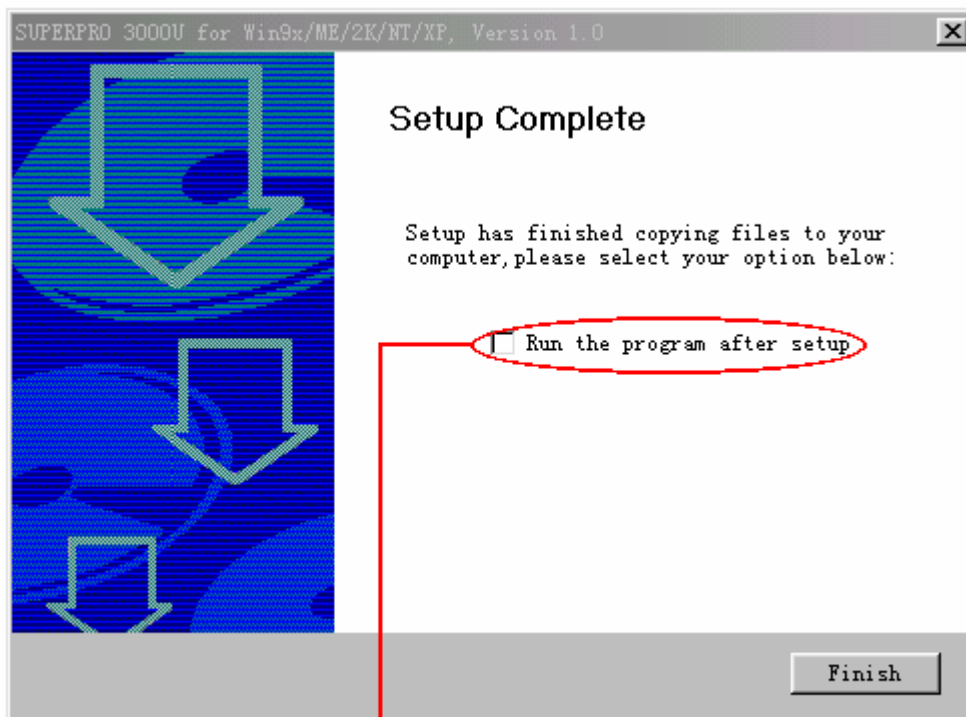 SUPERPRO 3000U for Win9x/ME/2K/NT/XP, Version 1.0
Setup Complete
Setup has finished copying files to your
computer,please select your option below:
Run the program after setup
Finish